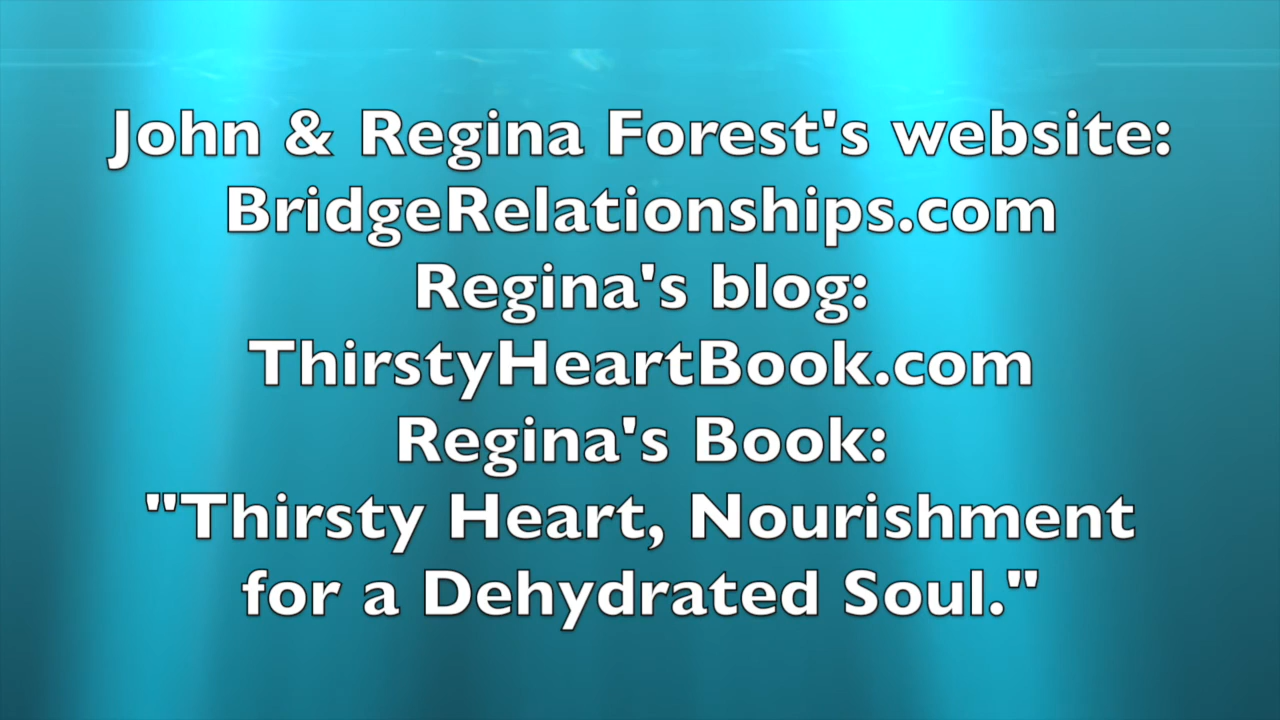 John & Regina Forest's website:
BridgeRelationships.com
Regina's blog:
ThirstyHeartBook.com
Regina's Book:
"Thirsty Heart, Nourishment
for a Dehydrated Soul."